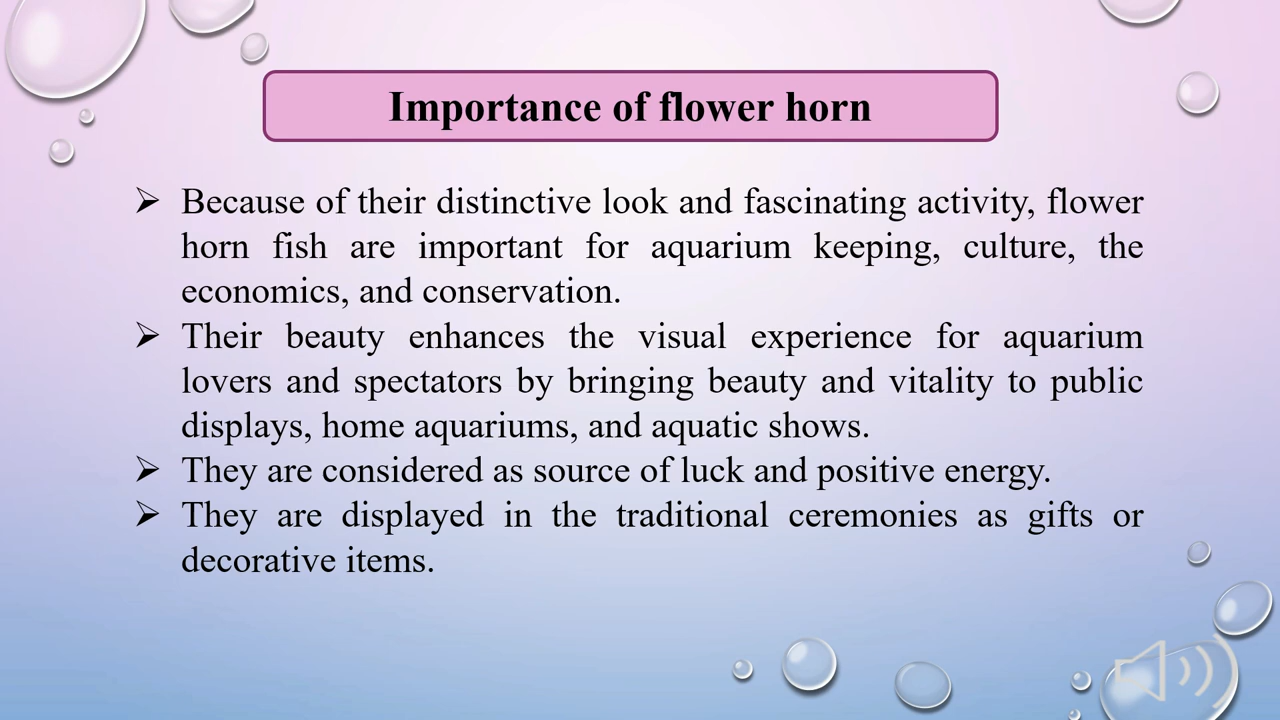 Importance of flower horn
➢ Because of their distinctive look and fascinating activity, flower
horn fish are important for aquarium keeping, culture, the
economics, and conservation.
➢ Their beauty enhances the visual experience for aquarium
lovers and spectators by bringing beauty and vitality to public
displays, home aquariums, and aquatic shows.
➢ They are considered as source of luck and positive energy.
➢ They are displayed in the traditional ceremonies as gifts or
decorative items.